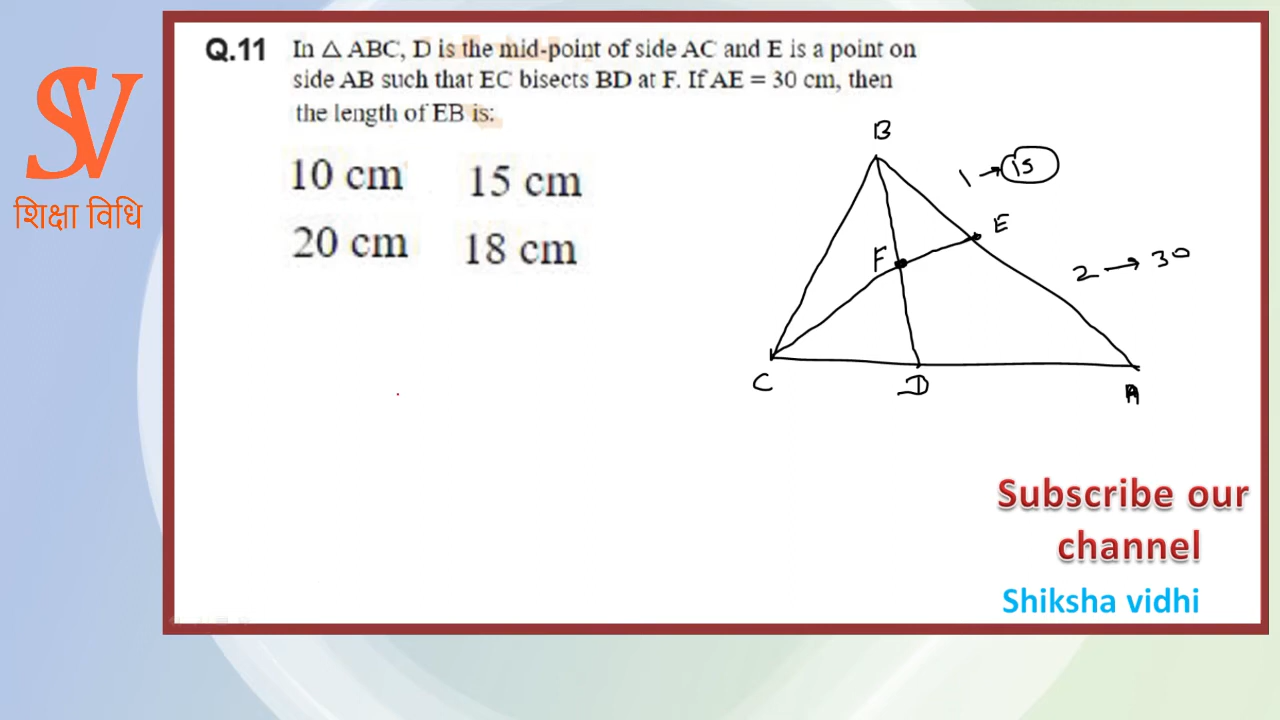 SV
शिक्षा विधि
Q.11 In △ ABC, D is the mid-point of side AC and E is a point on
side AB such that EC bisects BD at F. If AE = 30 cm, then
the length of EB is:
10 cm 15 cm
20 cm 18 cm
B
1 → 15
E
F
2 → 30
C D A
Subscribe our
channel
Shiksha vidhi